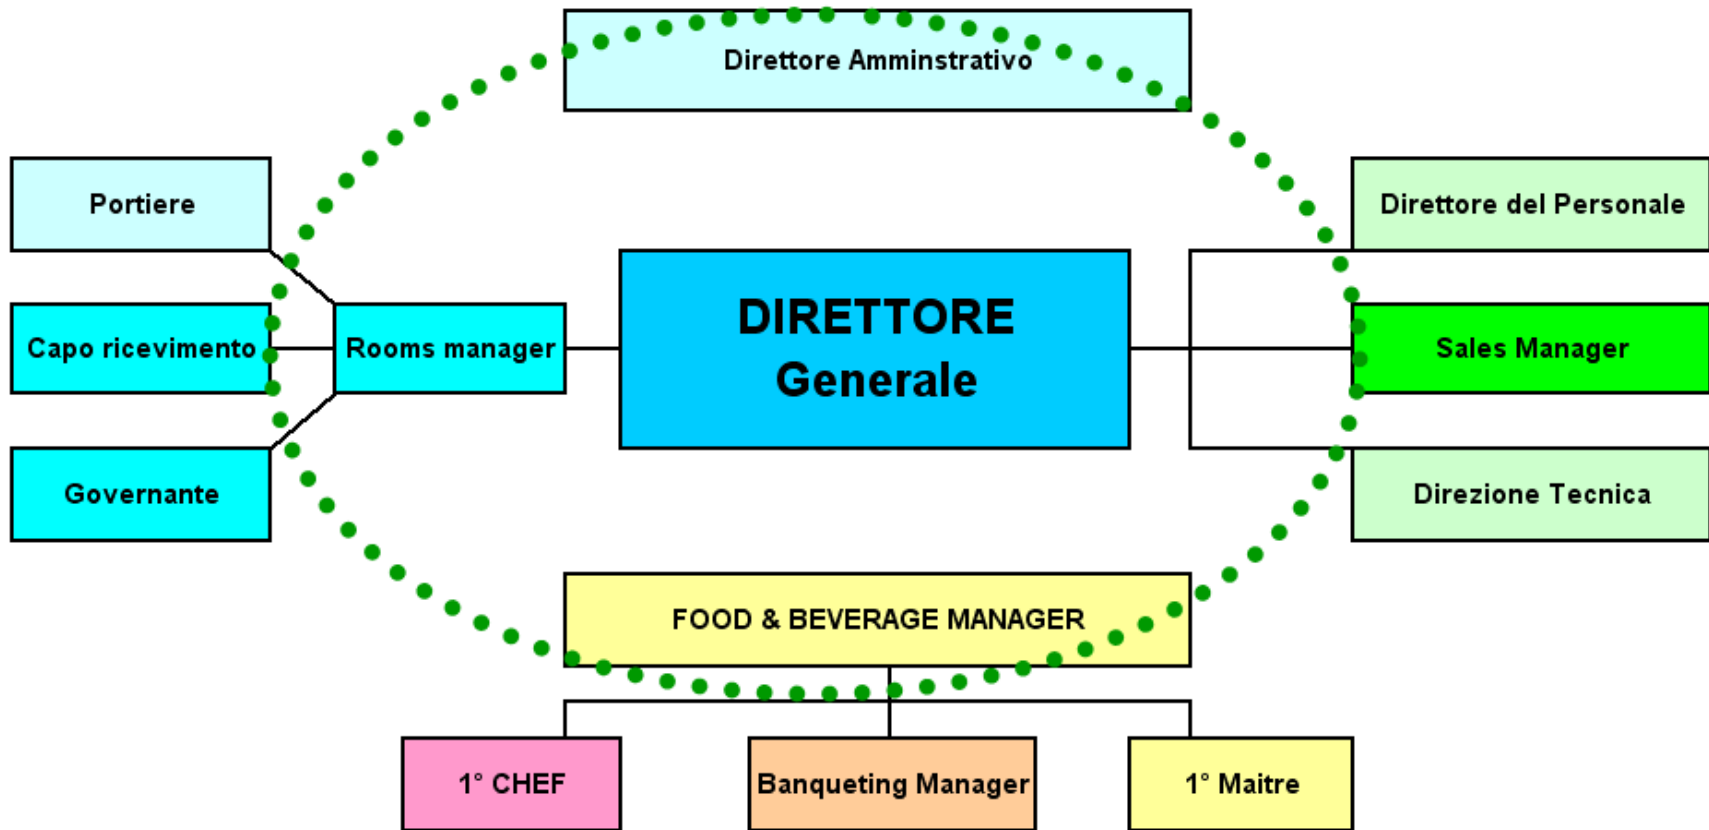 Direttore Amminstrativo
Portiere
Direttore del Personale
DIRETTORE
Generale
Capo ricevimento
Rooms manager
Sales Manager
Governante
Direzione Tecnica
FOOD & BEVERAGE MANAGER
1° CHEF
Banqueting Manager
1° Maitre